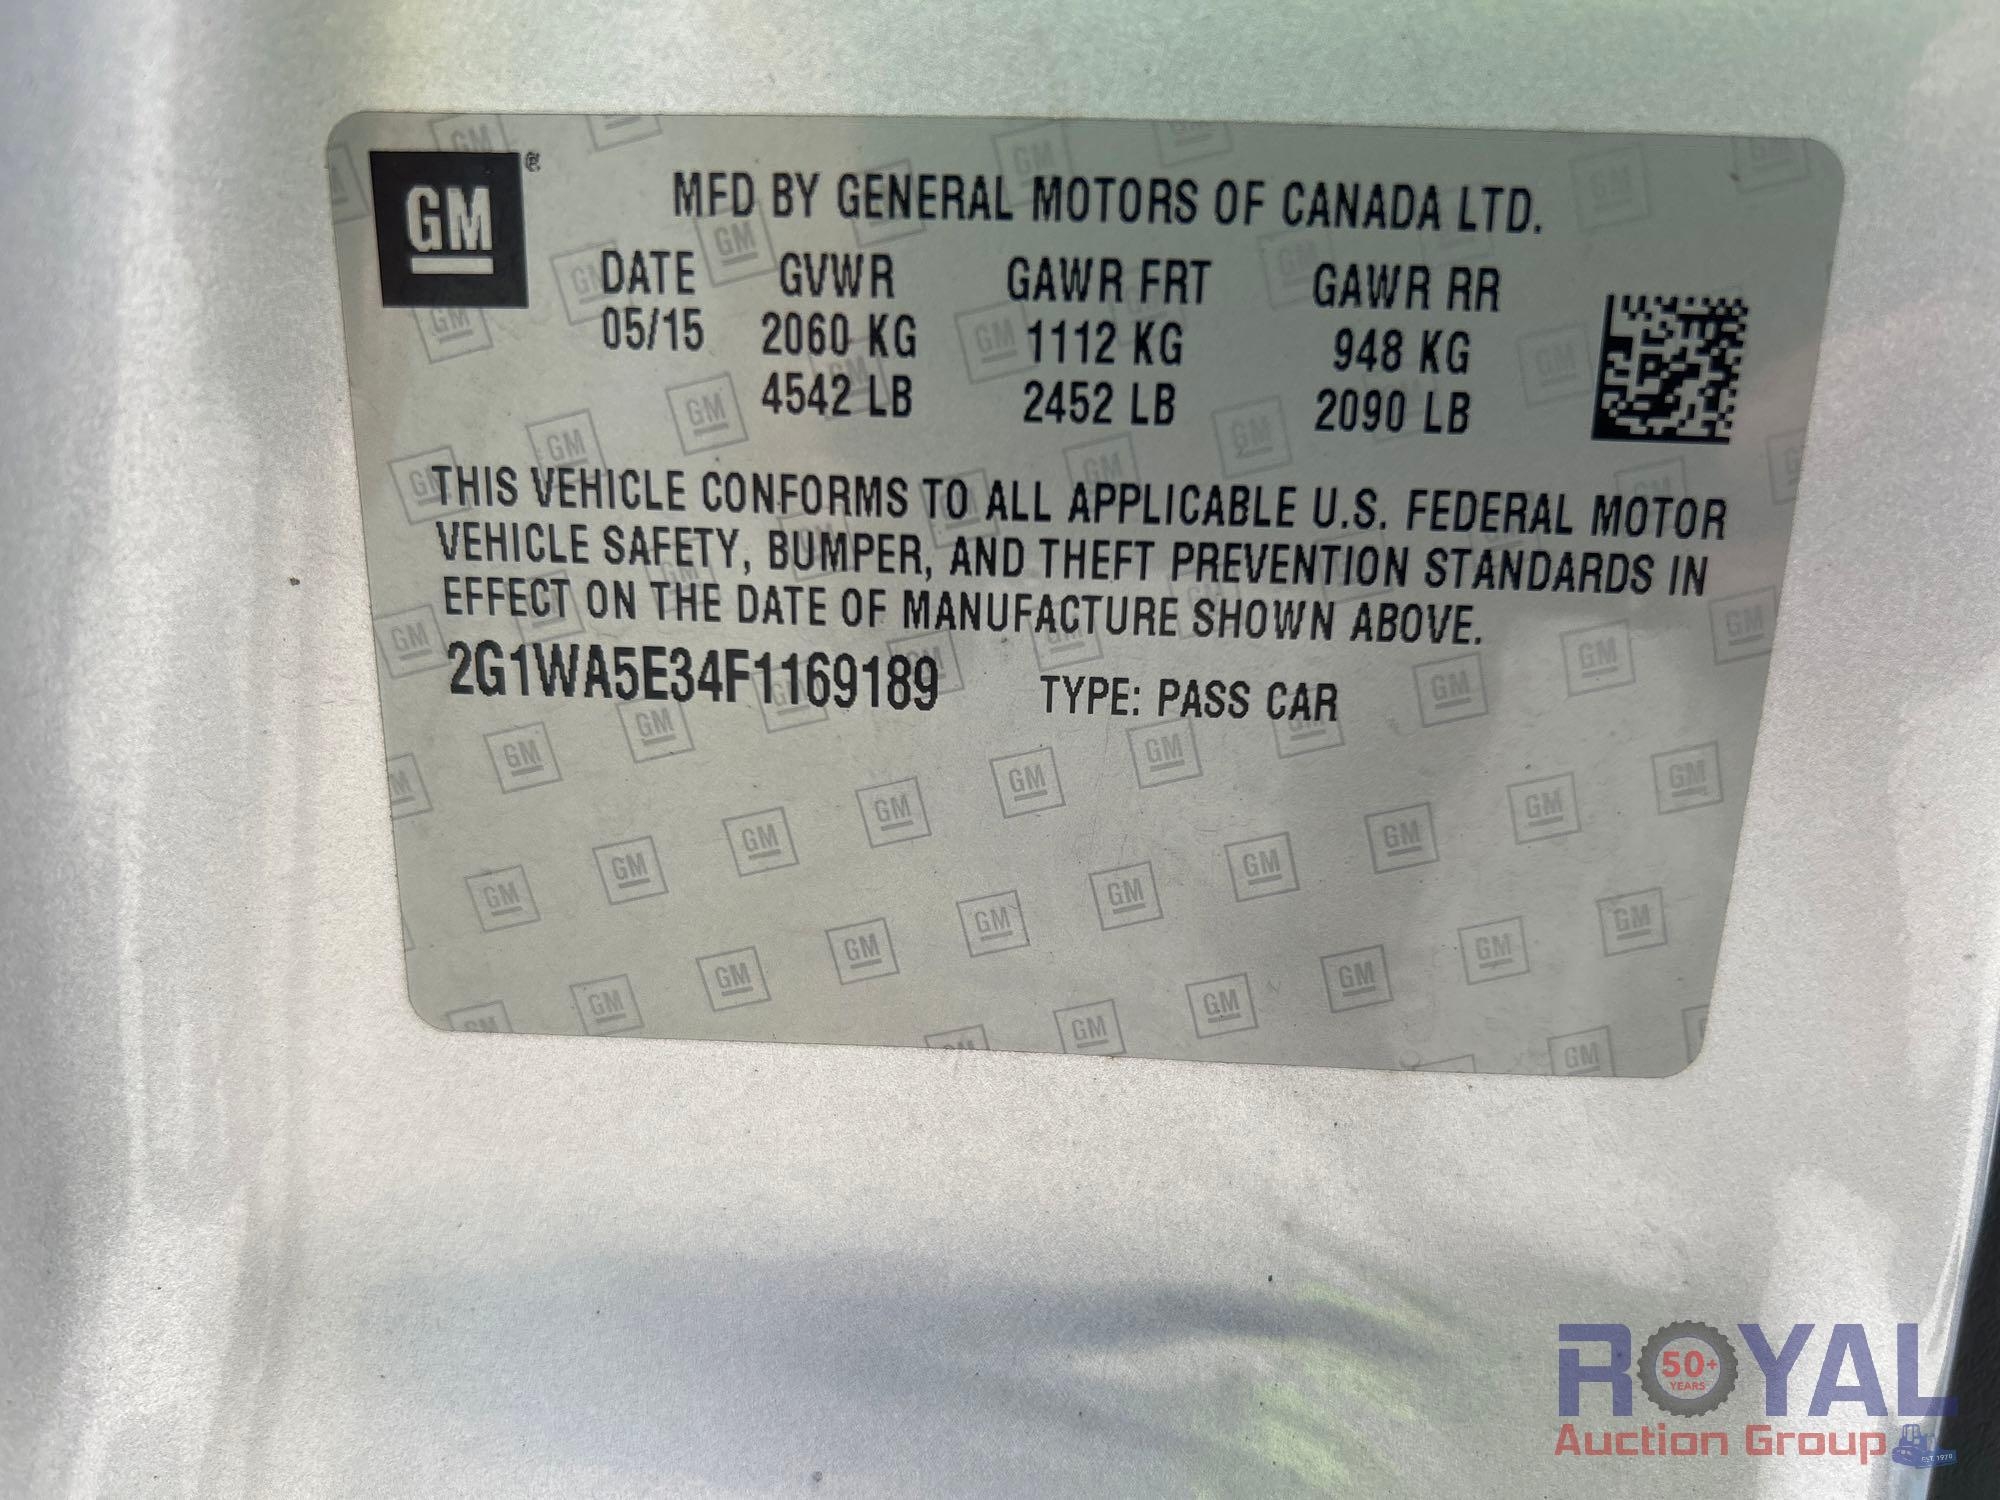 GM®
MFD BY GENERAL MOTORS OF CANADA LTD.
DATE GVWR GAWR FRT GAWR RR
05/15 2060 KG 1112 KG 948 KG
4542 LB 2452 LB 2090 LB
THIS VEHICLE CONFORMS TO ALL APPLICABLE U.S. FEDERAL MOTOR
VEHICLE SAFETY, BUMPER, AND THEFT PREVENTION STANDARDS IN
EFFECT ON THE DATE OF MANUFACTURE SHOWN ABOVE.
2G1WA5E34F1169189 TYPE: PASS CAR
ROYAL
50+
YEARS
Auction Group
EST. 1970